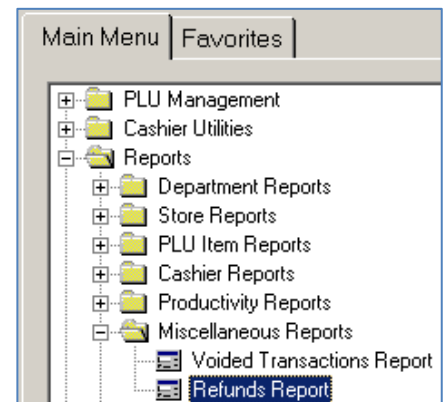 Main Menu Favorites
PLU Management
Cashier Utilities
Reports
Department Reports
Store Reports
PLU Item Reports
Cashier Reports
Productivity Reports
Miscellaneous Reports
Voided Transactions Report
Refunds Report